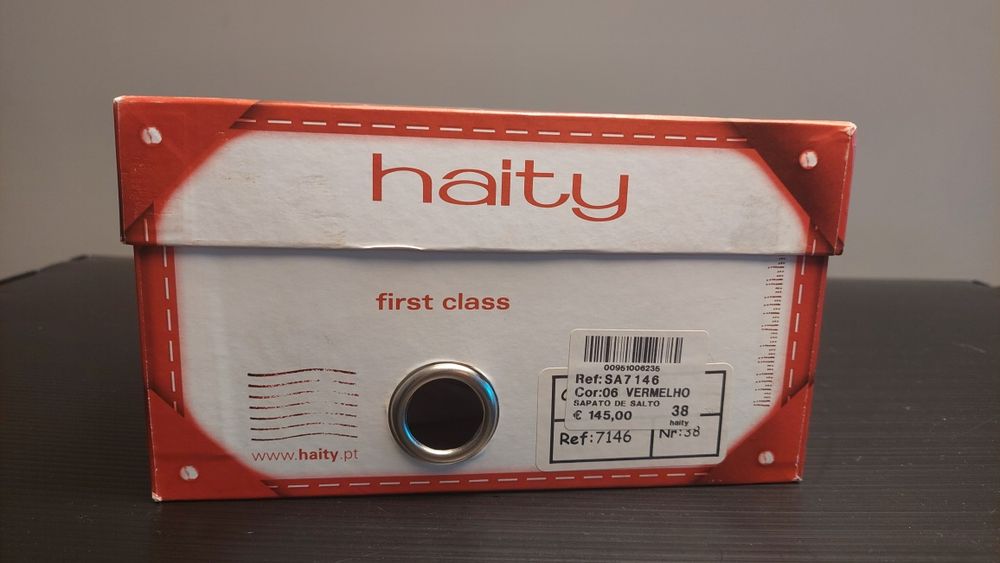 haity
first class
www.haity.pt
00951006235
Ref:SA7146
Cor:06 VERMELHO
SAPATO DE SALTO
€ 145,00 38
haity
Ref:7146 Nr:38